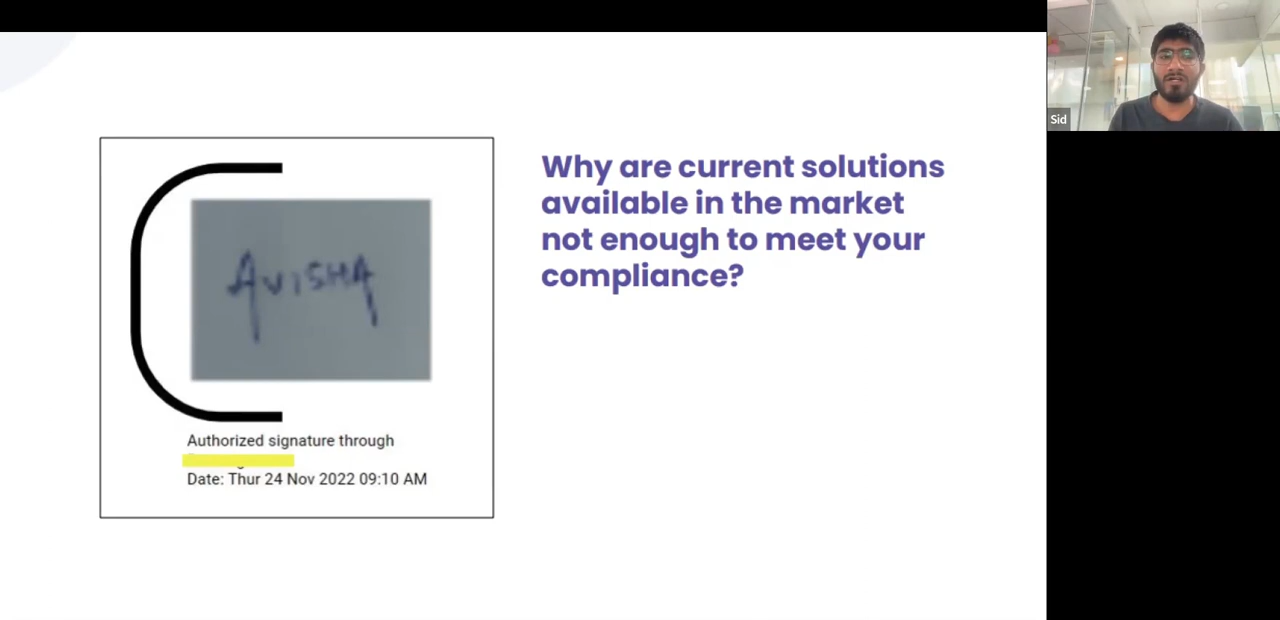 Why are current solutions
available in the market
not enough to meet your
compliance?
AVISHA
Authorized signature through
Date: Thur 24 Nov 2022 09:10 AM
Sid